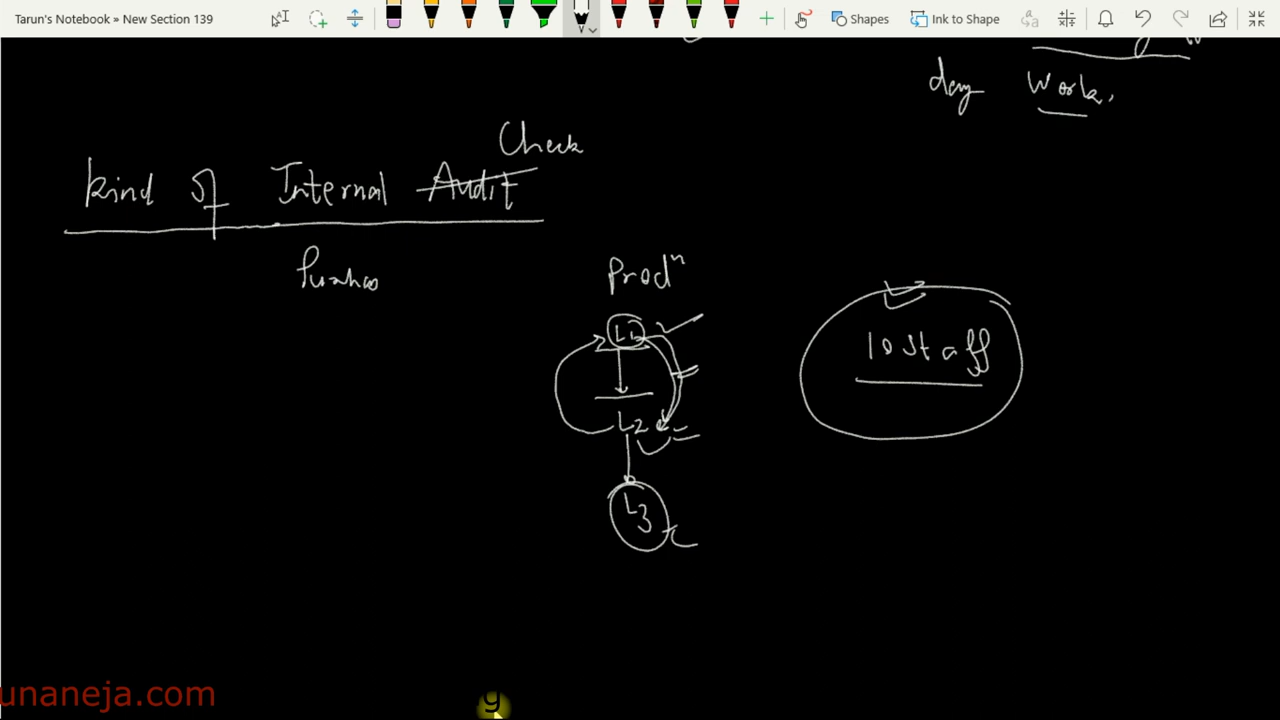 Tarun's Notebook » New Section 139
Shapes
Ink to Shape
day Work.
Check
kind of Internal Audit
Prodⁿ
L1
10 Staff
L2
L3
unaneja.com
g